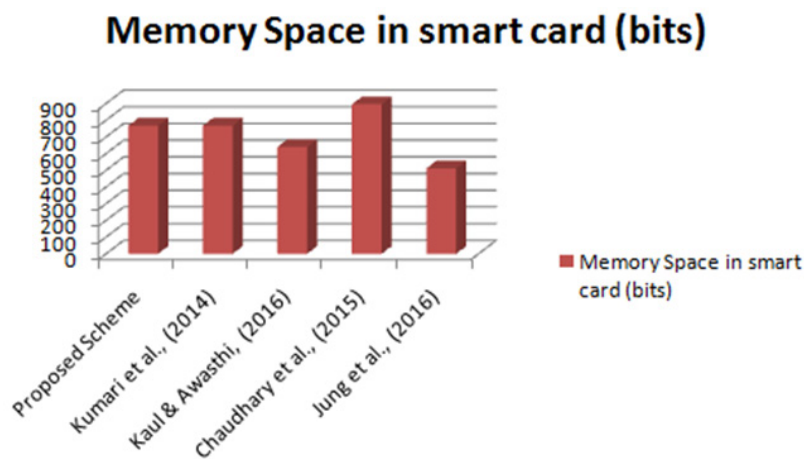 Memory Space in smart card (bits)
900
800
700
600
500
400
300
200
100
0
Proposed Scheme
Kumari et al., (2014)
Kaul & Awasthi, (2016)
Chaudhary et al., (2015)
Jung et al., (2016)
Memory Space in smart
card (bits)